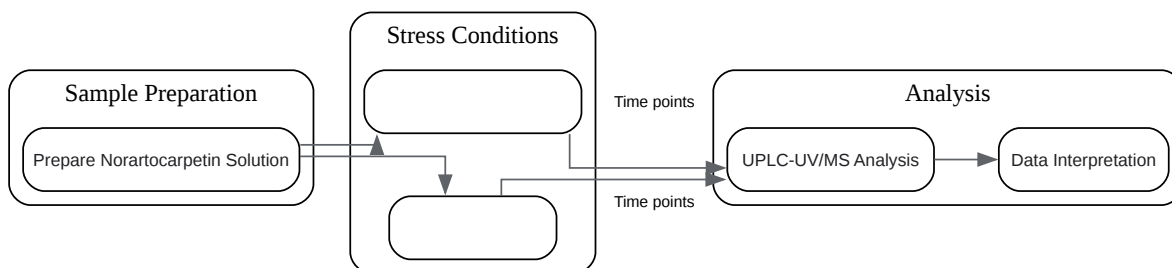 Stress Conditions
Sample Preparation
Prepare Norartocarpetin Solution
Time points
Time points
Analysis
UPLC-UV/MS Analysis
Data Interpretation